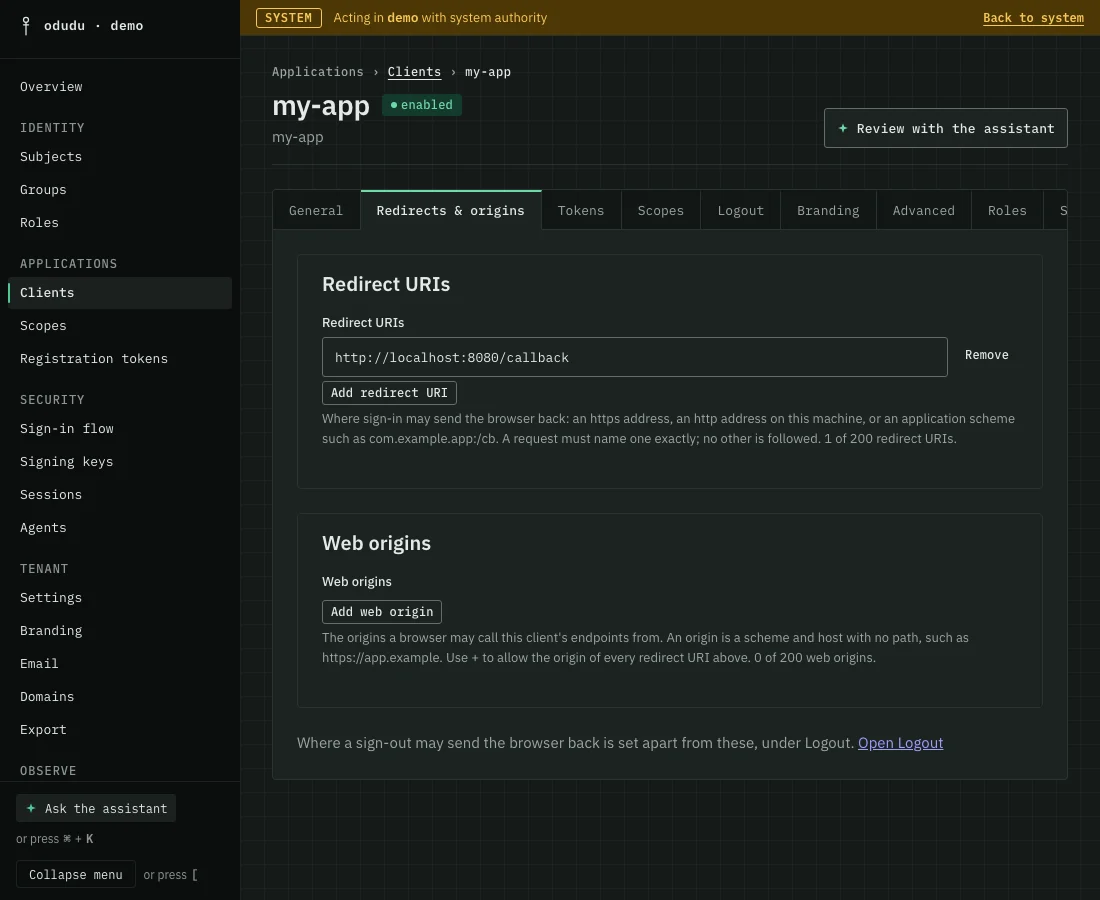 odudu · demo
SYSTEM Acting in demo with system authority Back to system
Overview
IDENTITY
Subjects
Groups
Roles
APPLICATIONS
Clients
Scopes
Registration tokens
SECURITY
Sign-in flow
Signing keys
Sessions
Agents
TENANT
Settings
Branding
Email
Domains
Export
OBSERVE
Ask the assistant
or press ⌘ + K
Collapse menu or press [
Applications › Clients › my-app
my-app enabled
my-app
Review with the assistant
General Redirects & origins Tokens Scopes Logout Branding Advanced Roles S
Redirect URIs
Redirect URIs
http://localhost:8080/callback Remove
Add redirect URI
Where sign-in may send the browser back: an https address, an http address on this machine, or an application scheme
such as com.example.app:/cb. A request must name one exactly; no other is followed. 1 of 200 redirect URIs.
Web origins
Web origins
Add web origin
The origins a browser may call this client's endpoints from. An origin is a scheme and host with no path, such as
https://app.example. Use + to allow the origin of every redirect URI above. 0 of 200 web origins.
Where a sign-out may send the browser back is set apart from these, under Logout. Open Logout